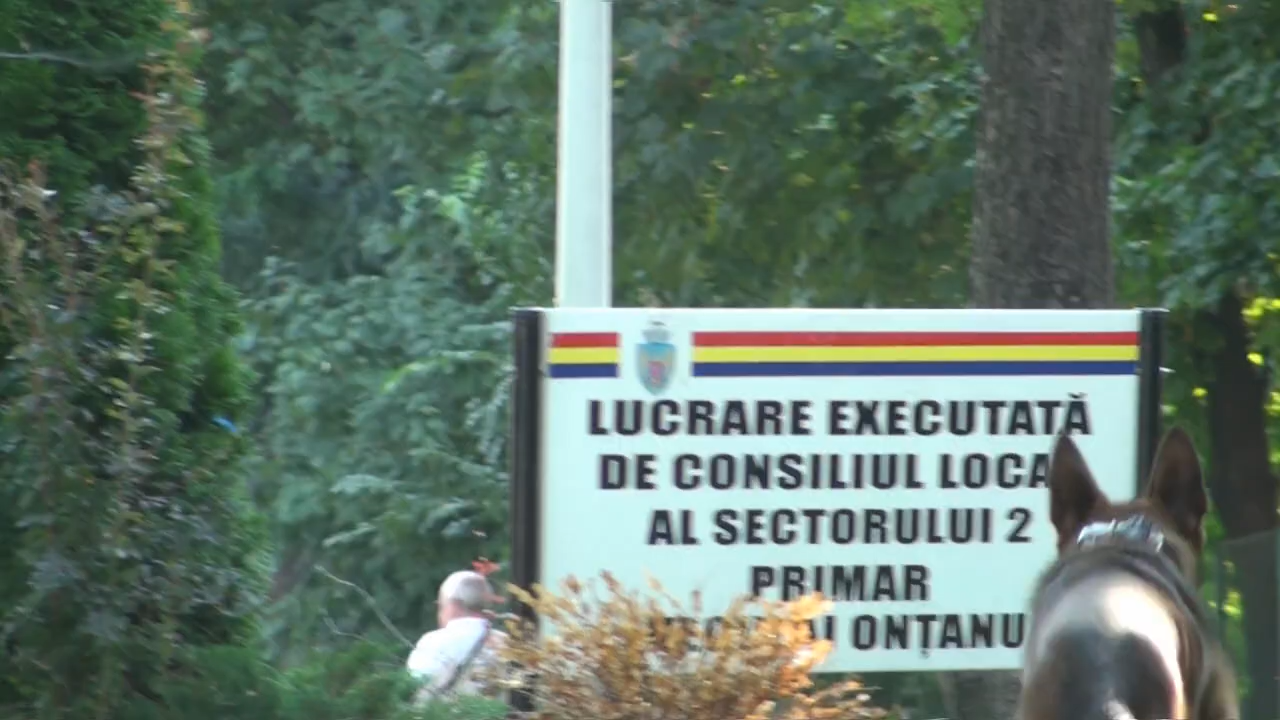 LUCRARE EXECUTATĂ
DE CONSILIUL LOCA
AL SECTORULUI 2
PRIMAR
ONȚANU